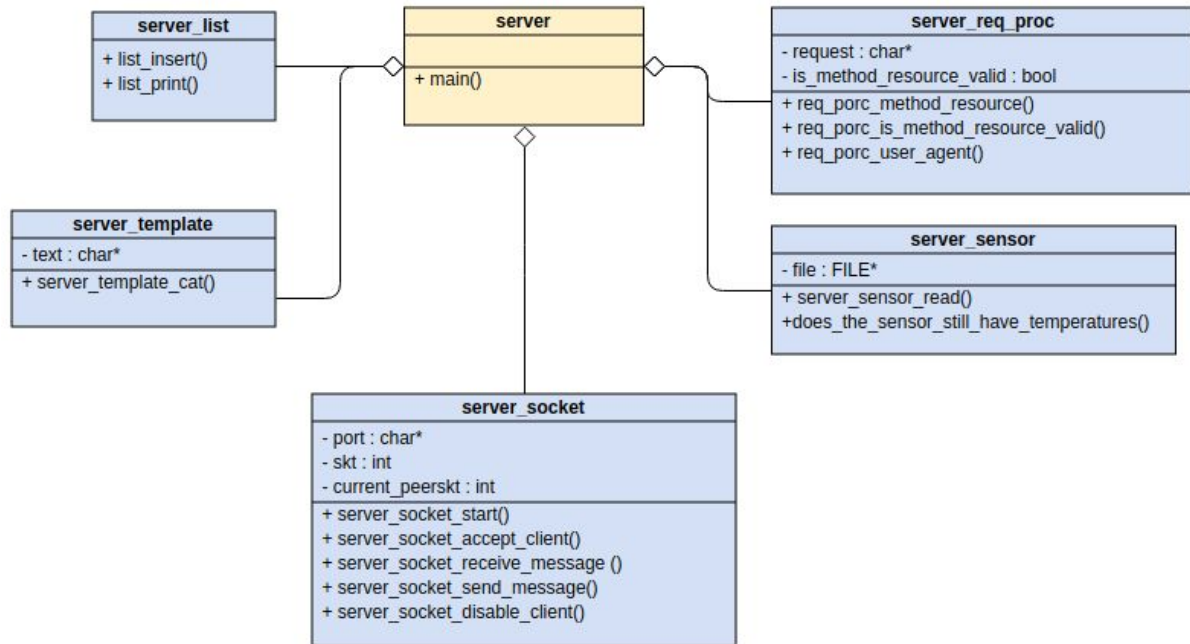 server_list
+ list_insert()
+ list_print()
server
+ main()
server_req_proc
- request : char*
- is_method_resource_valid : bool
+ req_porc_method_resource()
+ req_porc_is_method_resource_valid()
+ req_porc_user_agent()
server_template
- text : char*
+ server_template_cat()
server_sensor
- file : FILE*
+ server_sensor_read()
+does_the_sensor_still_have_temperatures()
server_socket
- port : char*
- skt : int
- current_peerskt : int
+ server_socket_start()
+ server_socket_accept_client()
+ server_socket_receive_message ()
+ server_socket_send_message()
+ server_socket_disable_client()